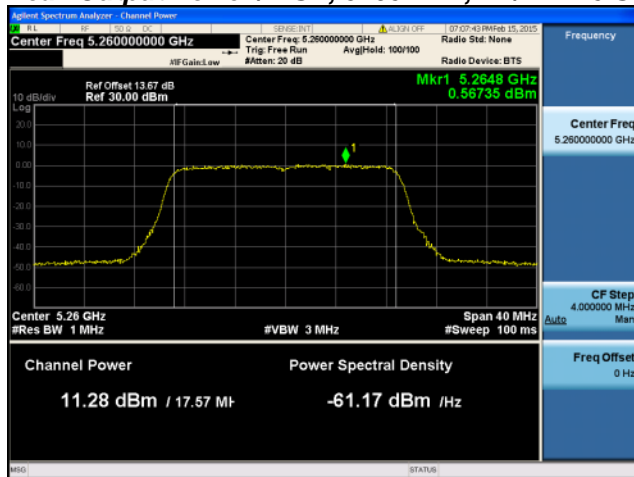 Agilent Spectrum Analyzer - Channel Power
RL RF 50 Ω DC SENSE:INT ALIGN OFF 07:07:43 PM Feb 15, 2015
Center Freq 5.260000000 GHz Center Freq: 5.260000000 GHz Radio Std: None
Trig: Free Run Avg|Hold: 100/100
#IFGain:Low #Atten: 20 dB Radio Device: BTS
Frequency
Mkr1 5.2648 GHz
0.56735 dBm
Ref Offset 13.67 dB
10 dB/div Ref 30.00 dBm
Log
20.0
10.0
0.00
-10.0
-20.0
-30.0
-40.0
-50.0
-60.0
1
Center 5.26 GHz Span 40 MHz
#Res BW 1 MHz #VBW 3 MHz #Sweep 100 ms
Channel Power Power Spectral Density
11.28 dBm / 17.57 MH -61.17 dBm /Hz
Center Freq
5.260000000 GHz
CF Step
4.000000 MHz
Auto Man
Freq Offset
0 Hz
MSG STATUS